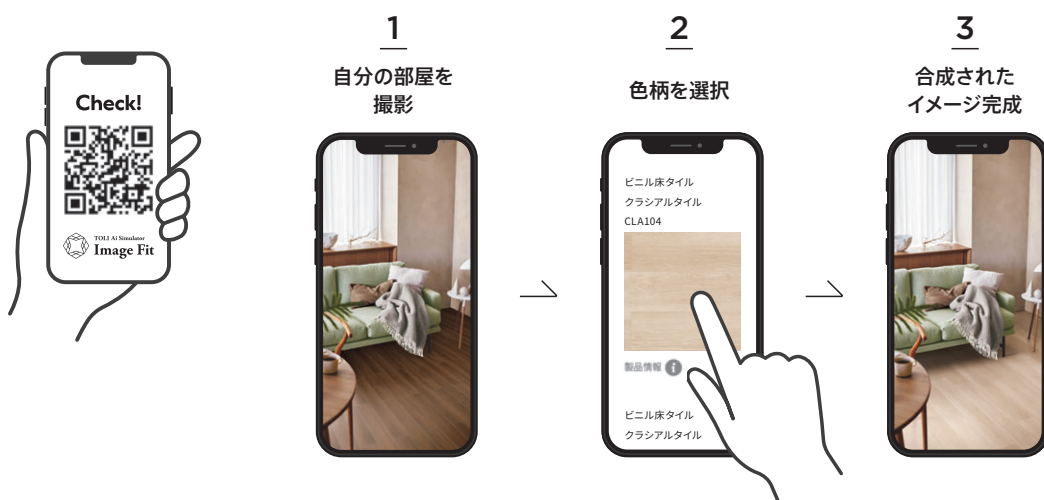 Check!
TOLI Ai Simulator
Image Fit
1
自分の部屋を
撮影
2
色柄を選択
ビニル床タイル
クラシアルタイル
CLA104
製品情報 i
ビニル床タイル
クラシアルタイル
3
合成された
イメージ完成